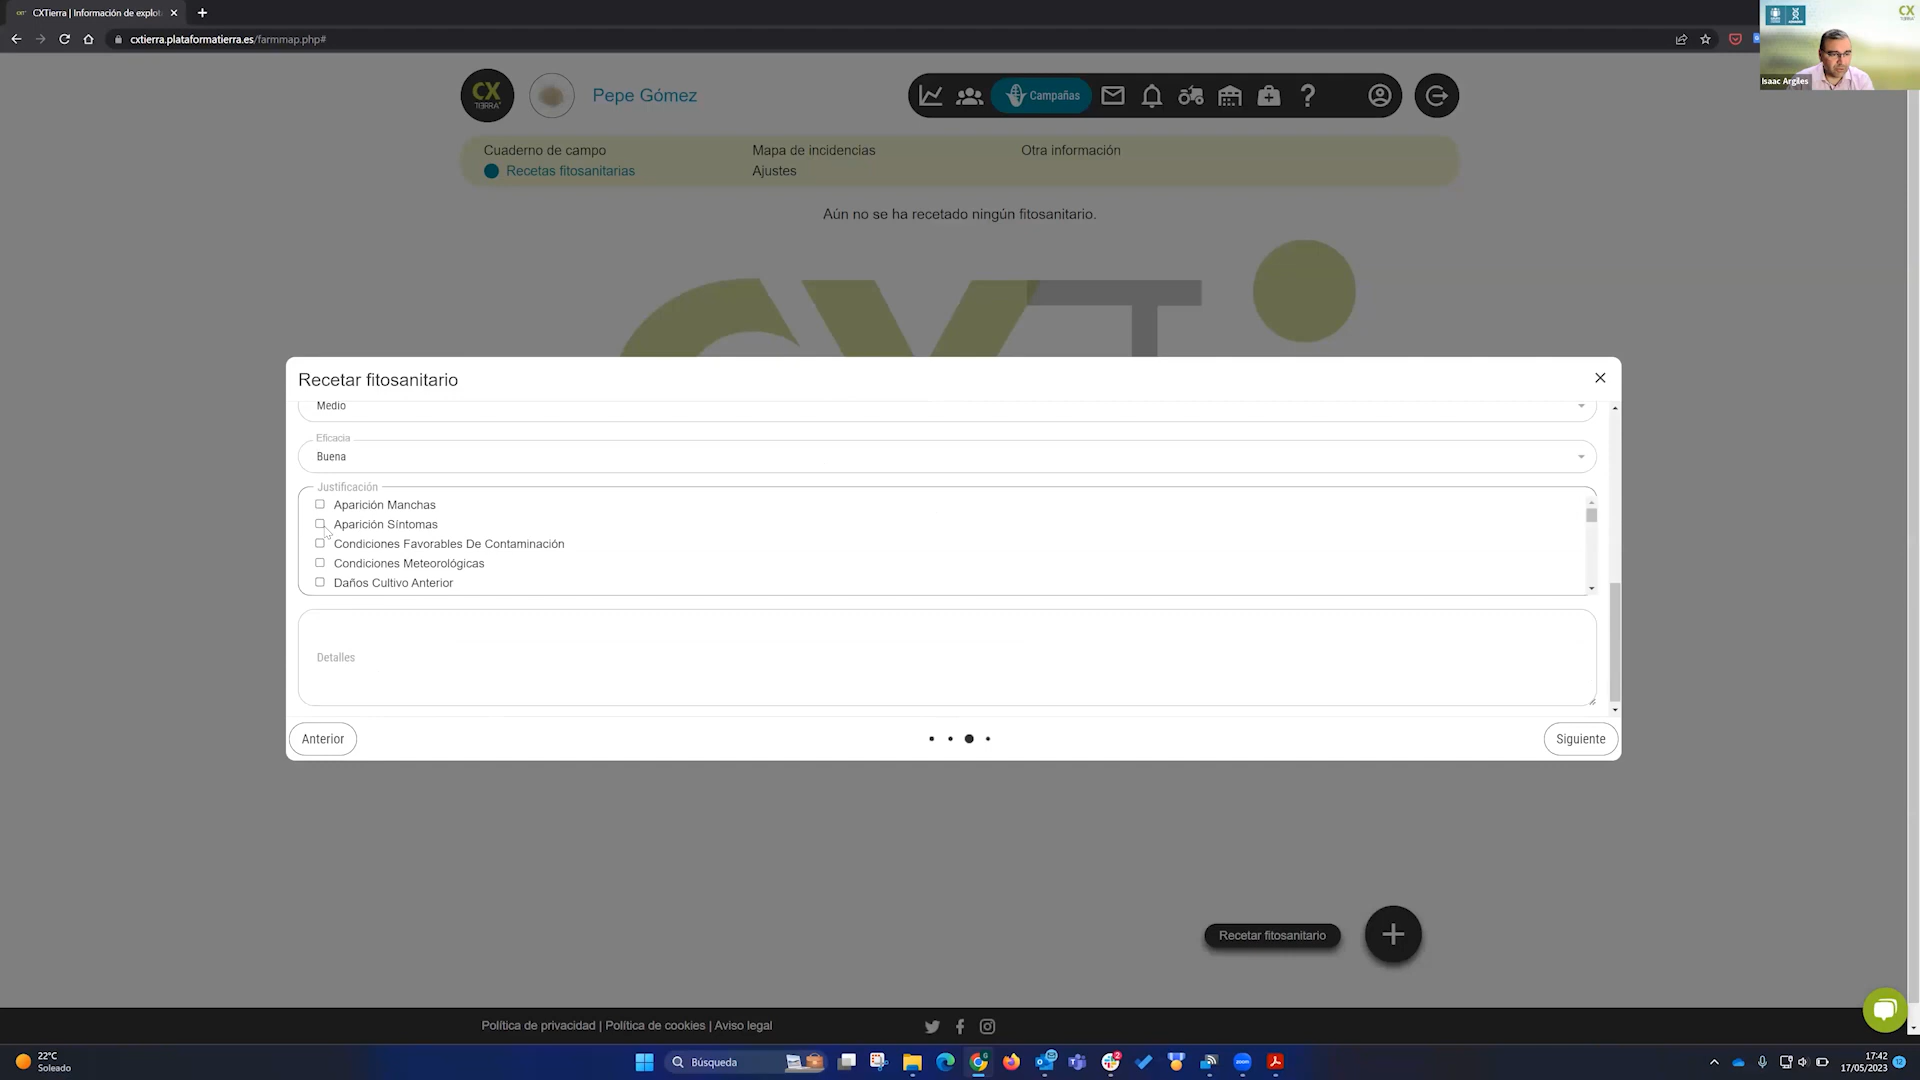 CXTierra | Información de explot
cxtierra.plataformatierra.es/farmmap.php#
Isaac Argiles
CX
CX
TIERRA
Pepe Gómez
Campañas
Cuaderno de campo
Mapa de incidencias
Otra información
Recetas fitosanitarias
Ajustes
Aún no se ha recetado ningún fitosanitario.
Recetar fitosanitario
Medio
Eficacia
Buena
Justificación
Aparición Manchas
Aparición Síntomas
Condiciones Favorables De Contaminación
Condiciones Meteorológicas
Daños Cultivo Anterior
Detalles
Anterior
Siguiente
Recetar fitosanitario
Política de privacidad | Política de cookies | Aviso legal
22°C
Soleado
Búsqueda
17:42
17/05/2023